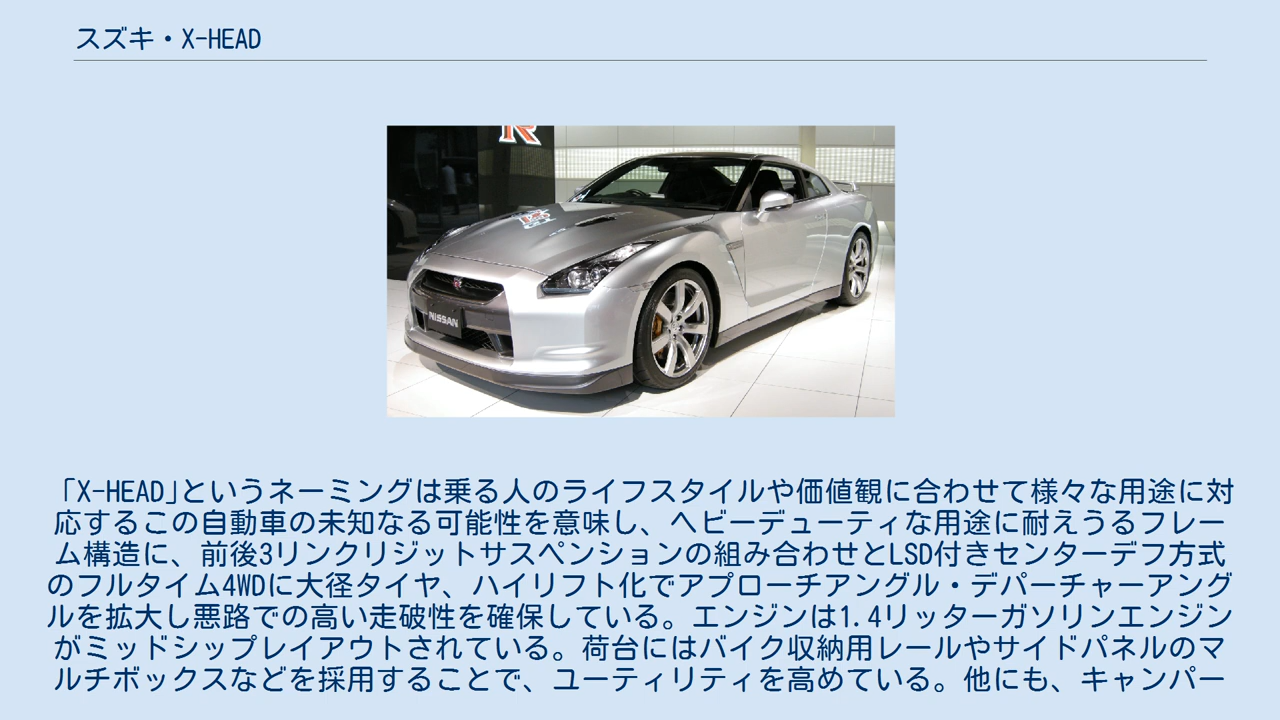 スズキ・X-HEAD
R
NISSAN
「X-HEAD」というネーミングは乗る人のライフスタイルや価値観に合わせて様々な用途に対
応するこの自動車の未知なる可能性を意味し、ヘビーデューティな用途に耐えうるフレー
ム構造に、前後3リンクリジットサスペンションの組み合わせとLSD付きセンターデフ方式
のフルタイム4WDに大径タイヤ、ハイリフト化でアプローチアングル・デパーチャーアング
ルを拡大し悪路での高い走破性を確保している。エンジンは1.4リッターガソリンエンジン
がミッドシップレイアウトされている。荷台にはバイク収納用レールやサイドパネルのマ
ルチボックスなどを採用することで、ユーティリティを高めている。他にも、キャンパー